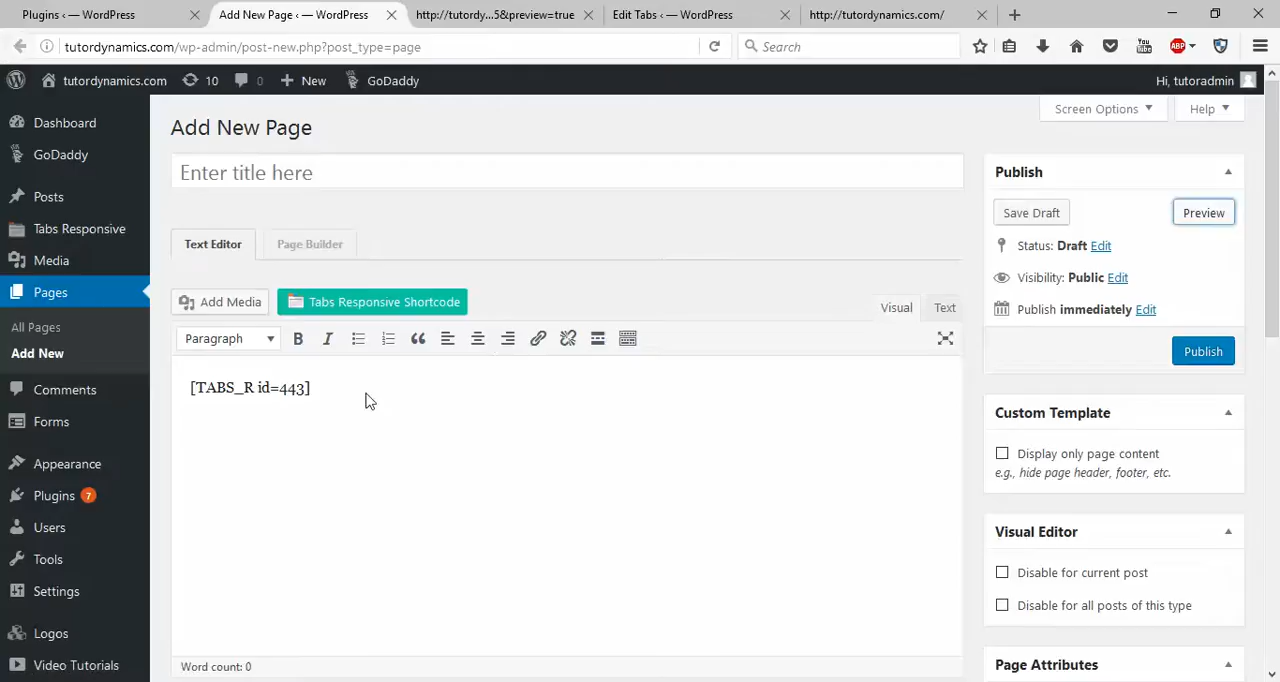 Plugins ‹ — WordPress
Add New Page ‹ — WordPress
http://tutordy...5&preview=true
Edit Tabs ‹ — WordPress
http://tutordynamics.com/
tutordynamics.com/wp-admin/post-new.php?post_type=page
Search
You Tube
ABP
tutordynamics.com
10
0
New
GoDaddy
Hi, tutoradmin
Dashboard
GoDaddy
Posts
Tabs Responsive
Media
Pages
All Pages
Add New
Comments
Forms
Appearance
Plugins 7
Users
Tools
Settings
Logos
Video Tutorials
Screen Options
Help
Add New Page
Enter title here
Text Editor
Page Builder
Add Media
Tabs Responsive Shortcode
Visual
Text
Paragraph
[TABS_R id=443]
Word count: 0
Publish
Save Draft
Preview
Status: Draft Edit
Visibility: Public Edit
Publish immediately Edit
Publish
Custom Template
Display only page content
e.g., hide page header, footer, etc.
Visual Editor
Disable for current post
Disable for all posts of this type
Page Attributes